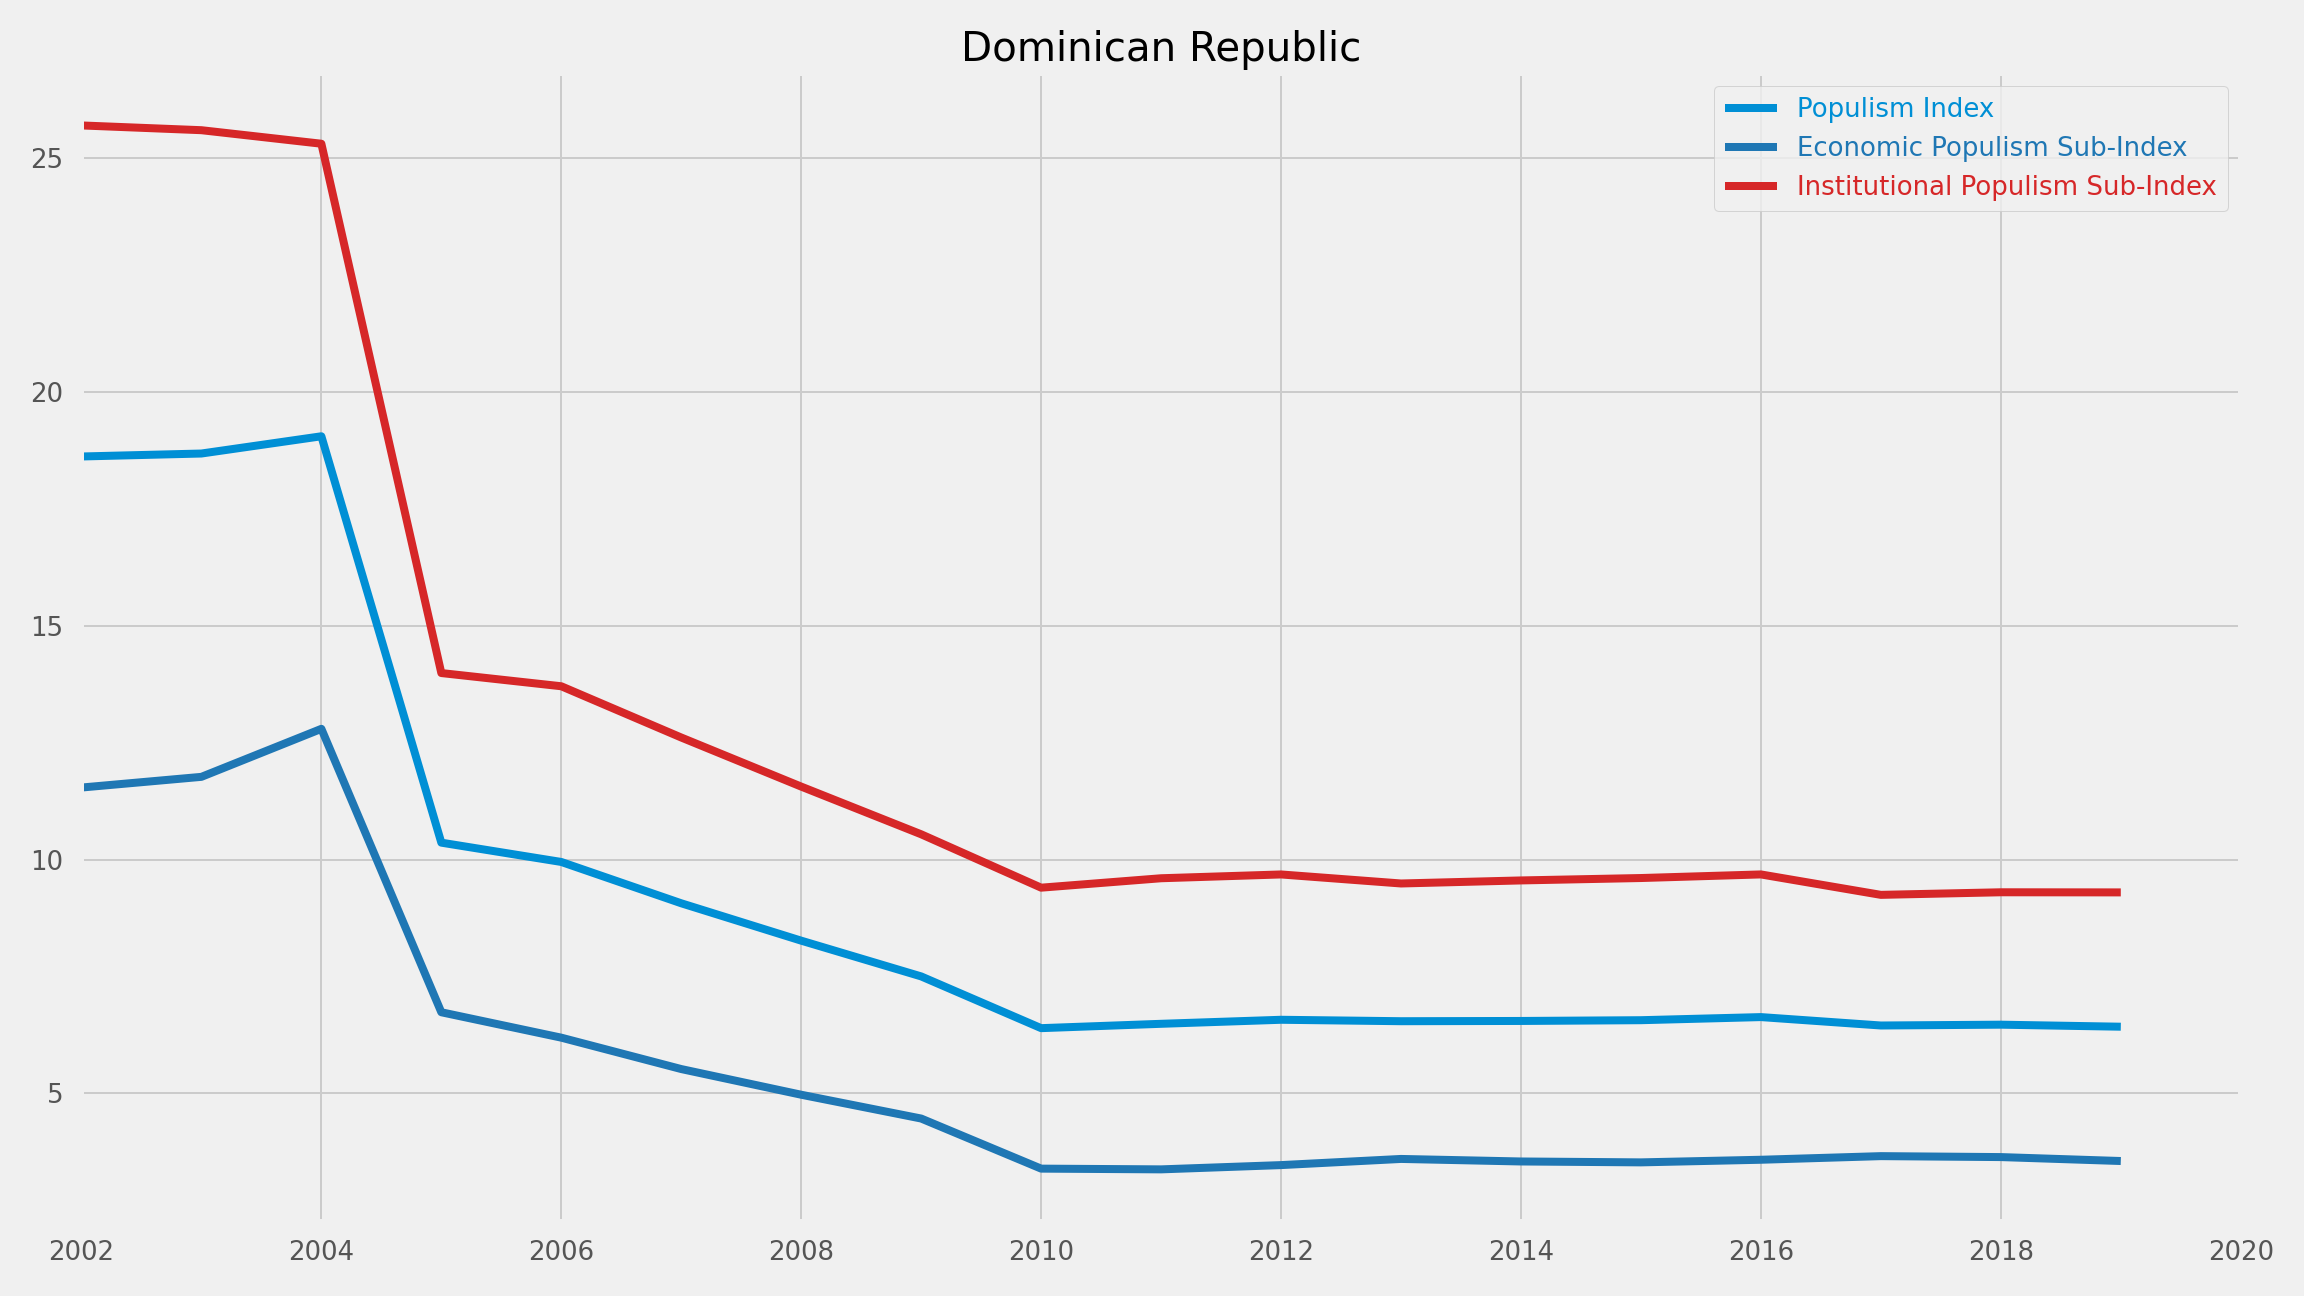 Dominican Republic
Populism Index
Economic Populism Sub-Index
Institutional Populism Sub-Index
25
20
15
10
5
2002 2004 2006 2008 2010 2012 2014 2016 2018 2020